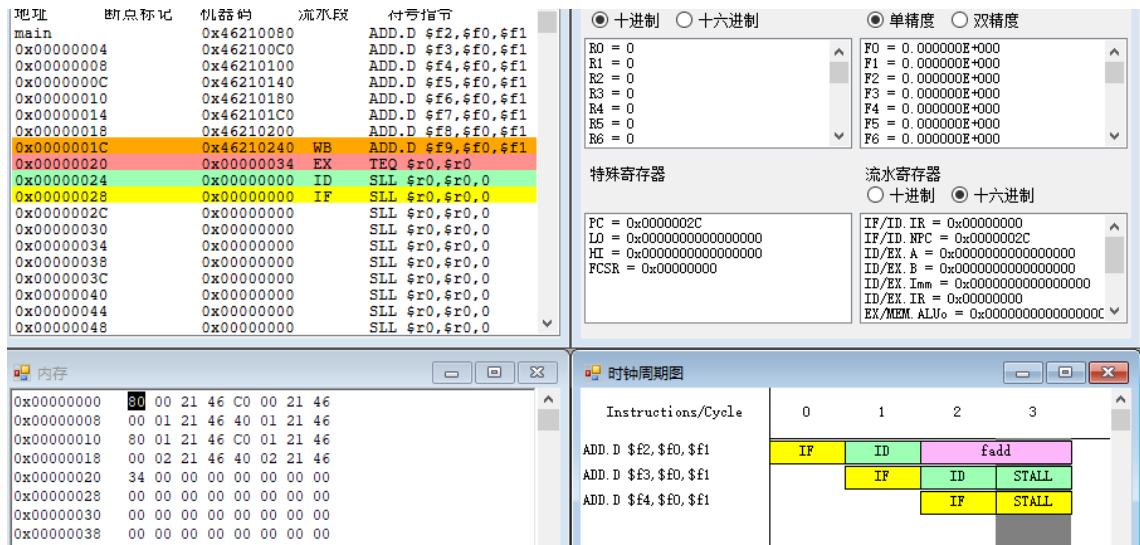 地址 断点标记 机器码 流水段 符号指令
main 0x46210080 ADD.D $f2,$f0,$f1
0x00000004 0x462100C0 ADD.D $f3,$f0,$f1
0x00000008 0x46210100 ADD.D $f4,$f0,$f1
0x0000000C 0x46210140 ADD.D $f5,$f0,$f1
0x00000010 0x46210180 ADD.D $f6,$f0,$f1
0x00000014 0x462101C0 ADD.D $f7,$f0,$f1
0x00000018 0x46210200 ADD.D $f8,$f0,$f1
0x0000001C 0x46210240 WB ADD.D $f9,$f0,$f1
0x00000020 0x00000034 EX TEQ $r0,$r0
0x00000024 0x00000000 ID SLL $r0,$r0,0
0x00000028 0x00000000 IF SLL $r0,$r0,0
0x0000002C 0x00000000 SLL $r0,$r0,0
0x00000030 0x00000000 SLL $r0,$r0,0
0x00000034 0x00000000 SLL $r0,$r0,0
0x00000038 0x00000000 SLL $r0,$r0,0
0x0000003C 0x00000000 SLL $r0,$r0,0
0x00000040 0x00000000 SLL $r0,$r0,0
0x00000044 0x00000000 SLL $r0,$r0,0
0x00000048 0x00000000 SLL $r0,$r0,0
十进制 十六进制
R0 = 0
R1 = 0
R2 = 0
R3 = 0
R4 = 0
R5 = 0
R6 = 0
单精度 双精度
F0 = 0.000000E+000
F1 = 0.000000E+000
F2 = 0.000000E+000
F3 = 0.000000E+000
F4 = 0.000000E+000
F5 = 0.000000E+000
F6 = 0.000000E+000
特殊寄存器
PC = 0x0000002C
LO = 0x0000000000000000
HI = 0x0000000000000000
FCSR = 0x00000000
流水寄存器
十进制 十六进制
IF/ID.IR = 0x00000000
IF/ID.NPC = 0x0000002C
ID/EX.A = 0x0000000000000000
ID/EX.B = 0x0000000000000000
ID/EX.Imm = 0x0000000000000000
ID/EX.IR = 0x00000000
EX/MEM.ALUo = 0x000000000000000C
内存
0x00000000 80 00 21 46 C0 00 21 46
0x00000008 00 01 21 46 40 01 21 46
0x00000010 80 01 21 46 C0 01 21 46
0x00000018 00 02 21 46 40 02 21 46
0x00000020 34 00 00 00 00 00 00 00
0x00000028 00 00 00 00 00 00 00 00
0x00000030 00 00 00 00 00 00 00 00
0x00000038 00 00 00 00 00 00 00 00
时钟周期图
Instructions/Cycle 0 1 2 3
ADD.D $f2,$f0,$f1 IF ID fadd
ADD.D $f3,$f0,$f1 IF ID STALL
ADD.D $f4,$f0,$f1 IF STALL